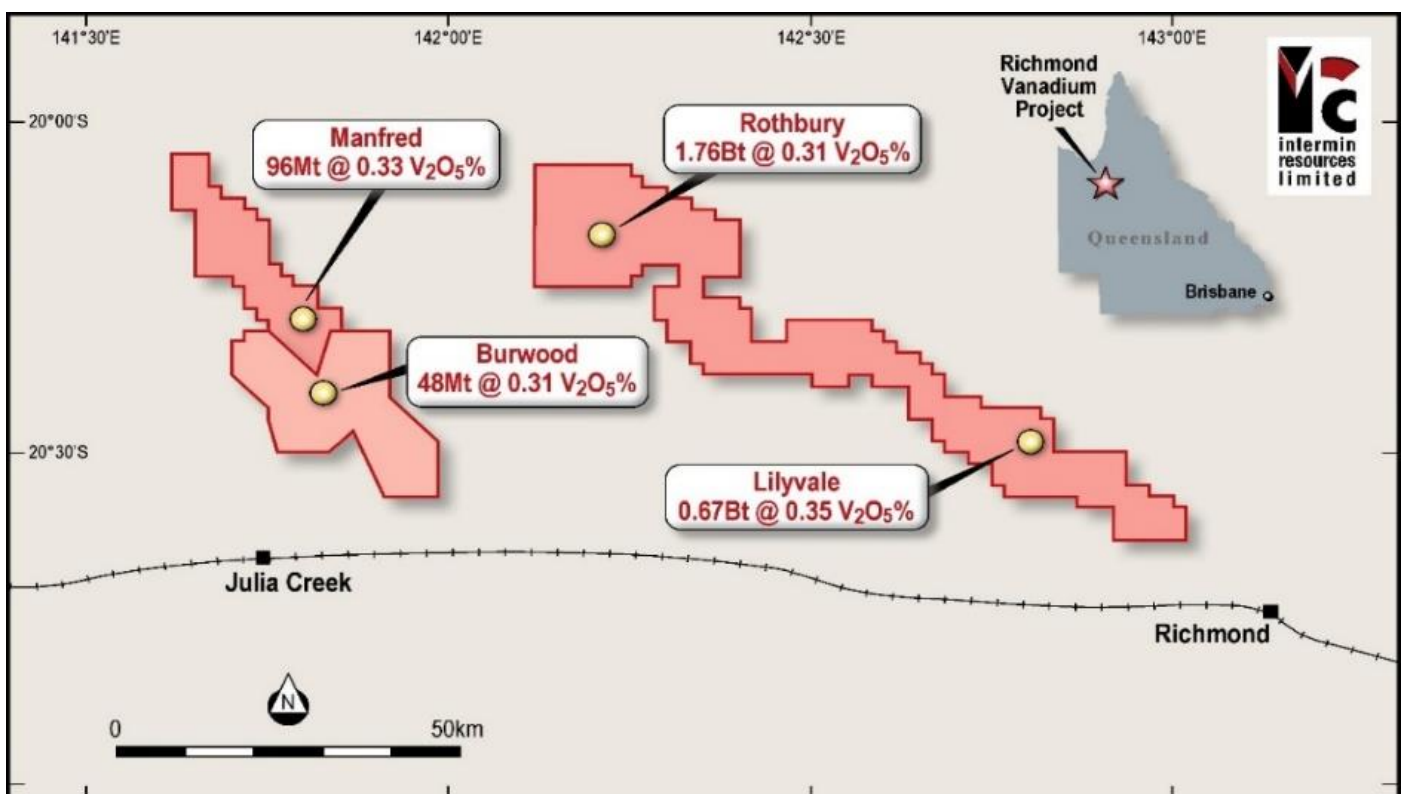 141°30'E
142°00'E
142°30'E
143°00'E
20°00'S
20°30'S
Manfred
96Mt @ 0.33 V₂O₅%
Rothbury
1.76Bt @ 0.31 V₂O₅%
Richmond
Vanadium
Project
intermin
resources
limited
Queensland
Brisbane
Burwood
48Mt @ 0.31 V₂O₅%
Lilyvale
0.67Bt @ 0.35 V₂O₅%
Julia Creek
Richmond
N
0
50km